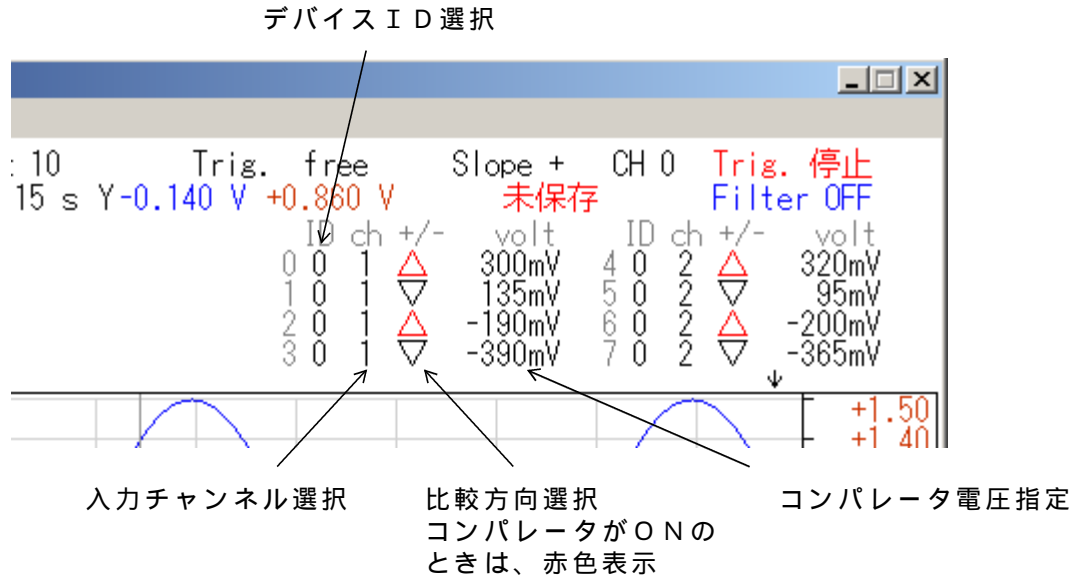 デバイスＩＤ選択
: 10 Trig. free Slope + CH 0 Trig. 停止
15 s Y-0.140 V +0.860 V 未保存 Filter OFF
ID ch +/- volt ID ch +/- volt
0 0 1 △ 300mV 4 0 2 △ 320mV
1 0 1 ▽ 135mV 5 0 2 ▽ 95mV
2 0 1 △ -190mV 6 0 2 △ -200mV
3 0 1 ▽ -390mV 7 0 2 ▽ -365mV
+1.50
+1.40
入力チャンネル選択
比較方向選択
コンパレータがＯＮの
ときは、赤色表示
コンパレータ電圧指定